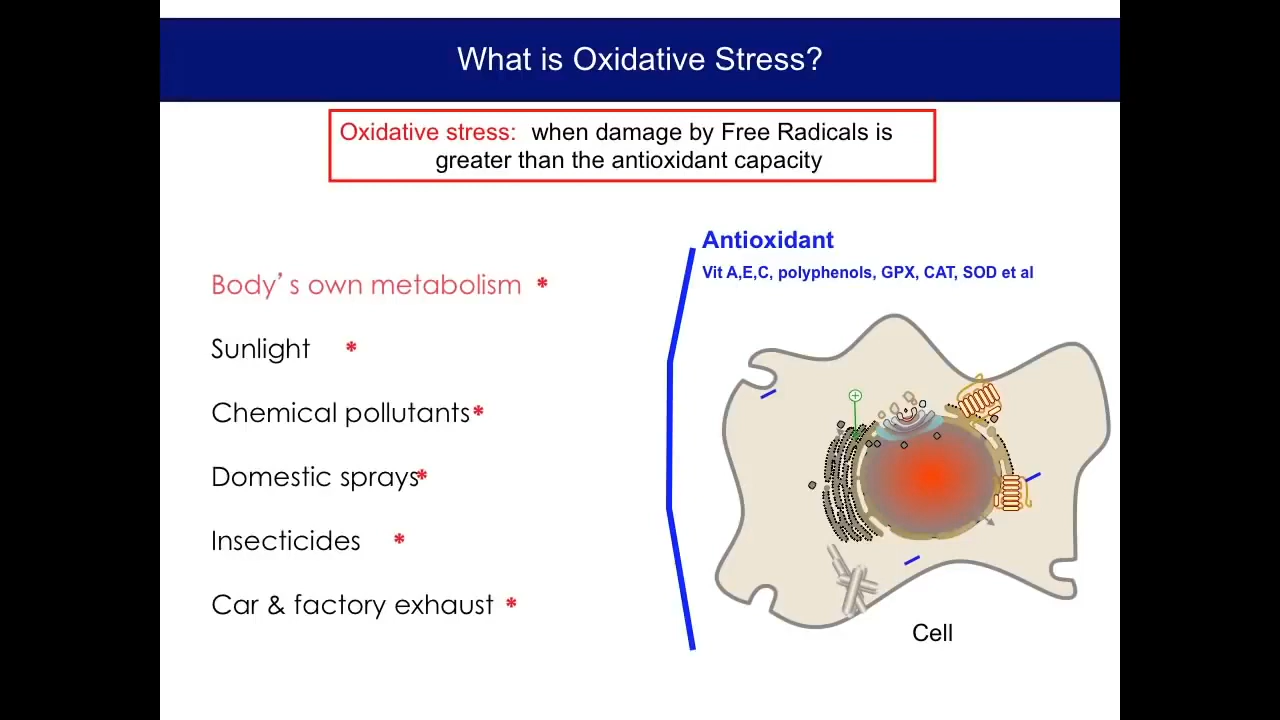 What is Oxidative Stress?
Oxidative stress: when damage by Free Radicals is
greater than the antioxidant capacity
Antioxidant
Vit A,E,C, polyphenols, GPX, CAT, SOD et al
Body’s own metabolism *
Sunlight *
Chemical pollutants*
Domestic sprays*
Insecticides *
Car & factory exhaust *
Cell